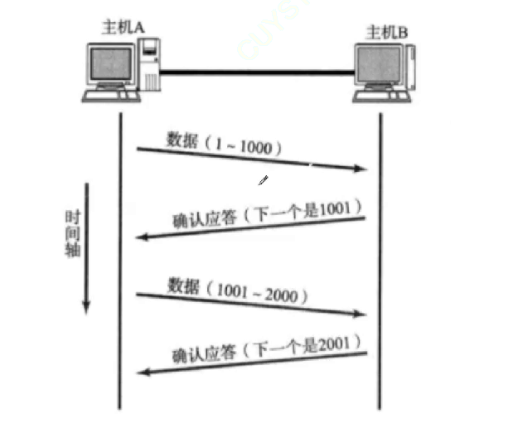 主机A
主机B
数据（1～1000）
确认应答（下一个是1001）
时间轴
数据（1001～2000）
确认应答（下一个是2001）